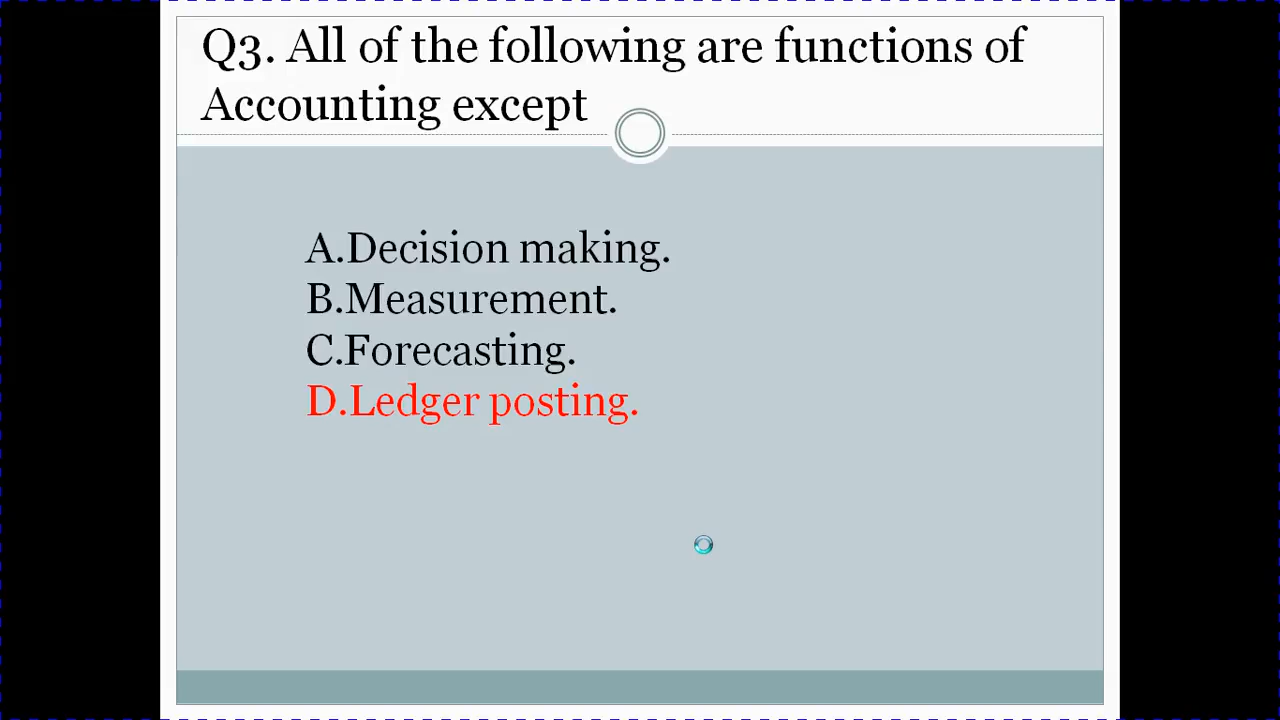 Q3. All of the following are functions of
Accounting except
A.Decision making.
B.Measurement.
C.Forecasting.
D.Ledger posting.